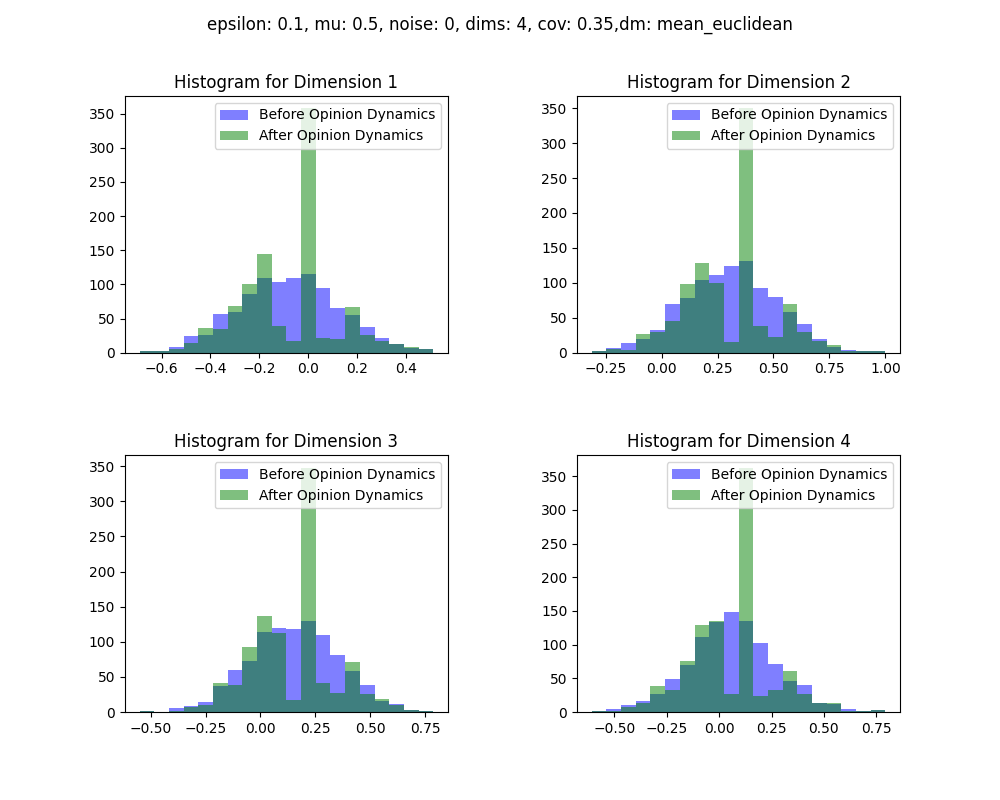 epsilon: 0.1, mu: 0.5, noise: 0, dims: 4, cov: 0.35,dm: mean_euclidean
Histogram for Dimension 1
Before Opinion Dynamics
After Opinion Dynamics
350
300
250
200
150
100
50
0
−0.6 −0.4 −0.2 0.0 0.2 0.4
Histogram for Dimension 2
Before Opinion Dynamics
After Opinion Dynamics
350
300
250
200
150
100
50
0
−0.25 0.00 0.25 0.50 0.75 1.00
Histogram for Dimension 3
Before Opinion Dynamics
After Opinion Dynamics
350
300
250
200
150
100
50
0
−0.50 −0.25 0.00 0.25 0.50 0.75
Histogram for Dimension 4
Before Opinion Dynamics
After Opinion Dynamics
350
300
250
200
150
100
50
0
−0.50 −0.25 0.00 0.25 0.50 0.75